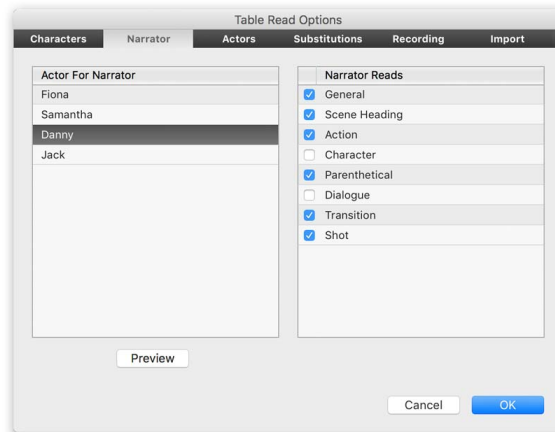 Table Read Options
Characters Narrator Actors Substitutions Recording Import
Actor For Narrator
Fiona
Samantha
Danny
Jack
Narrator Reads
General
Scene Heading
Action
Character
Parenthetical
Dialogue
Transition
Shot
Preview
Cancel OK